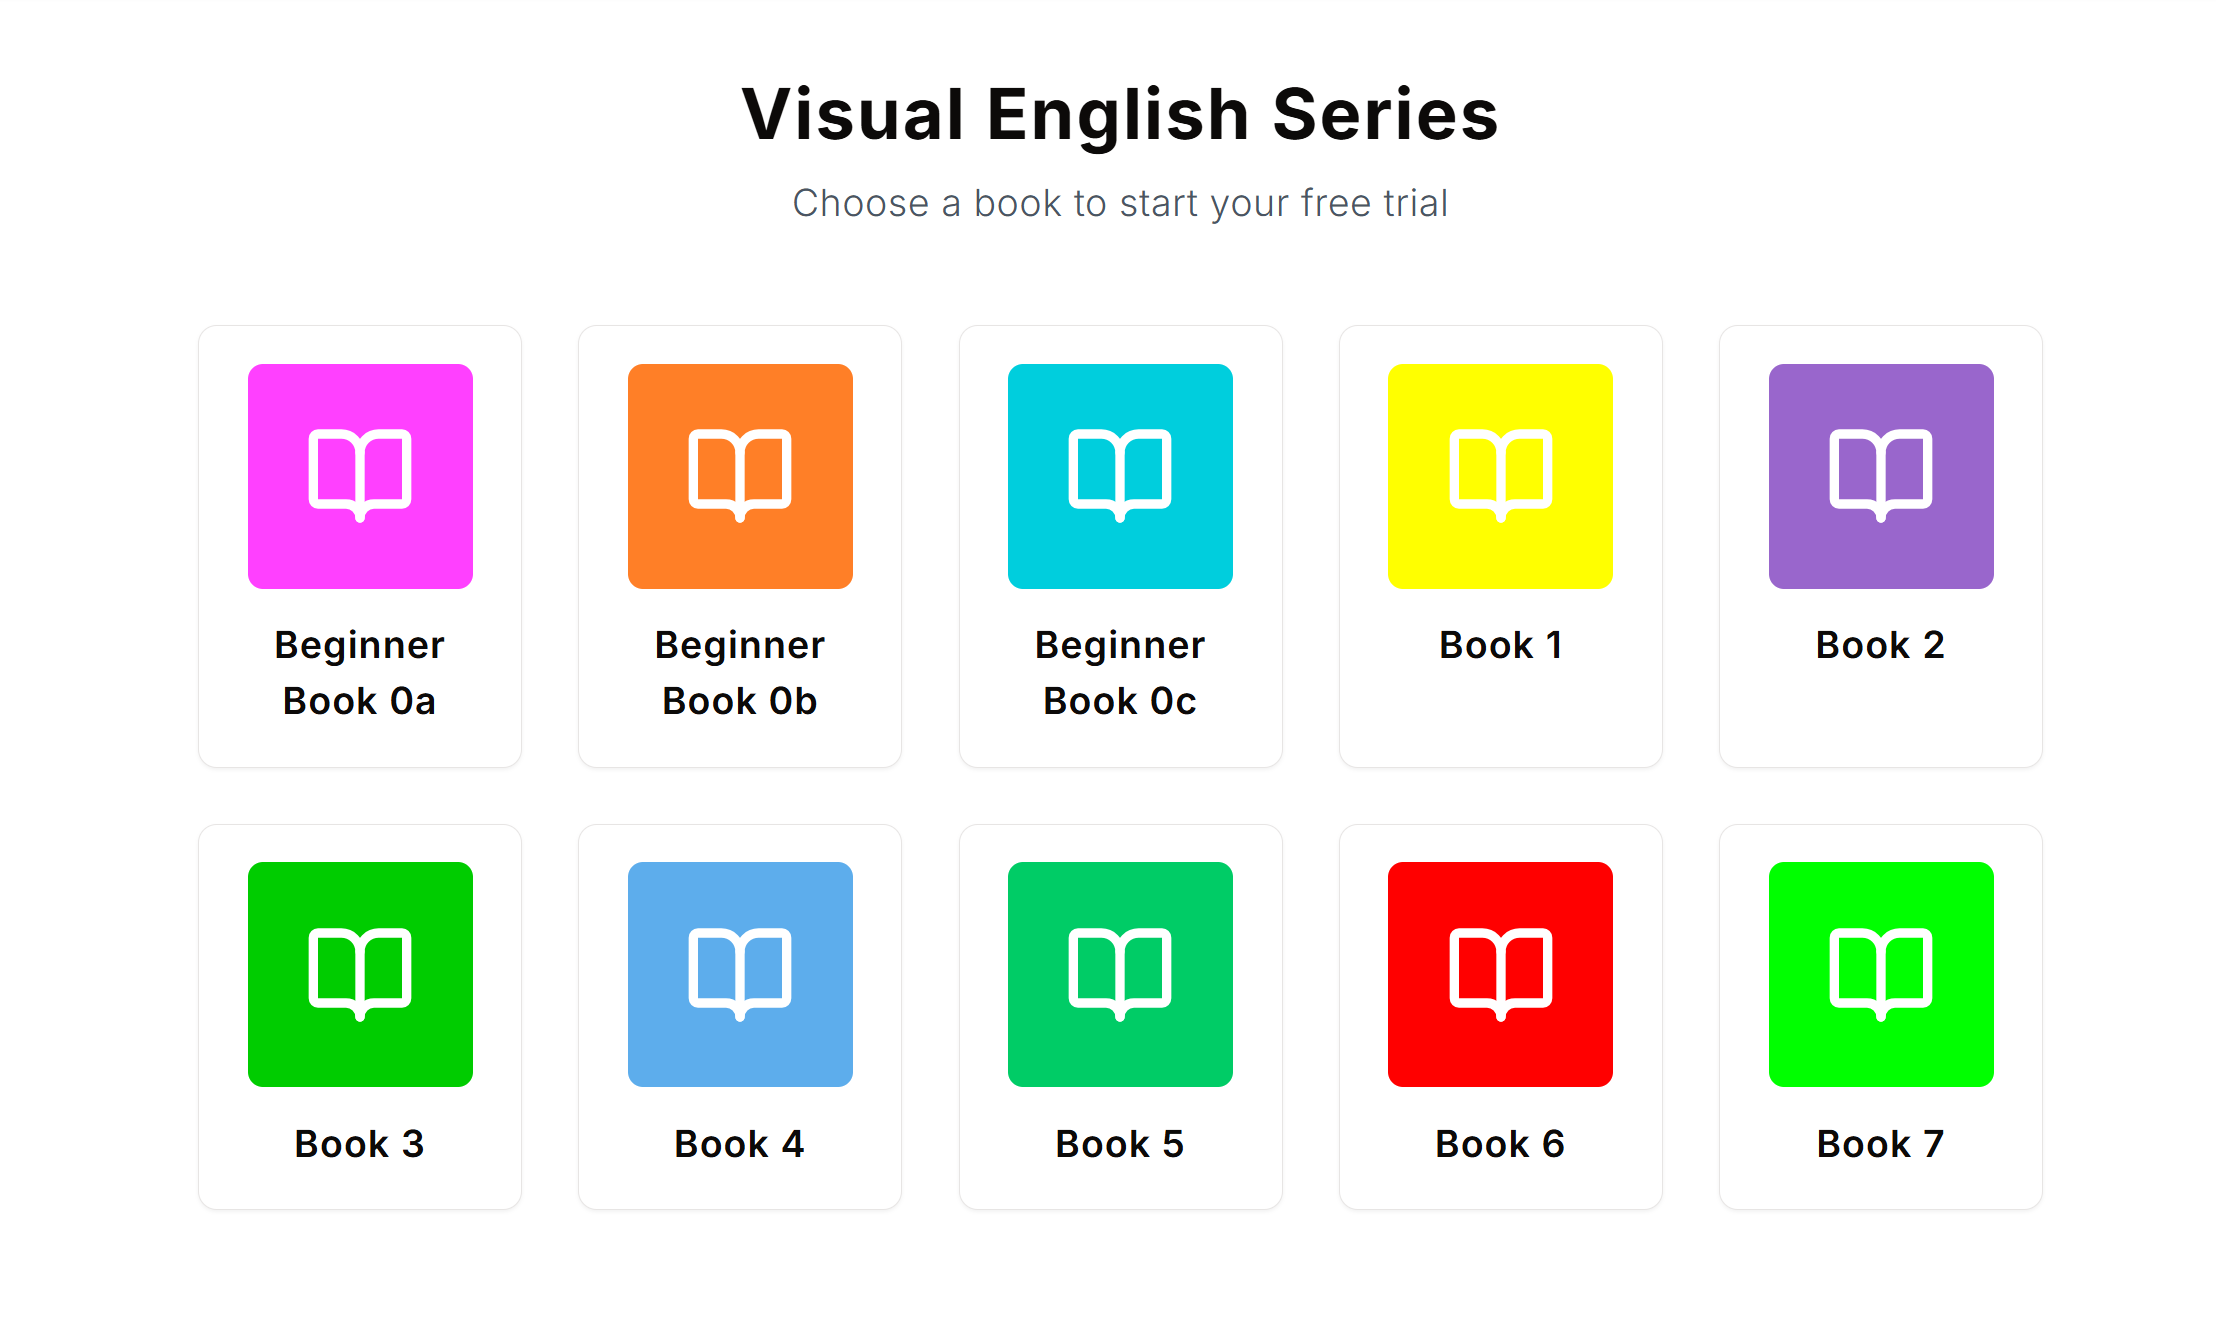 Visual English Series
Choose a book to start your free trial
Beginner
Book 0a
Beginner
Book 0b
Beginner
Book 0c
Book 1
Book 2
Book 3
Book 4
Book 5
Book 6
Book 7